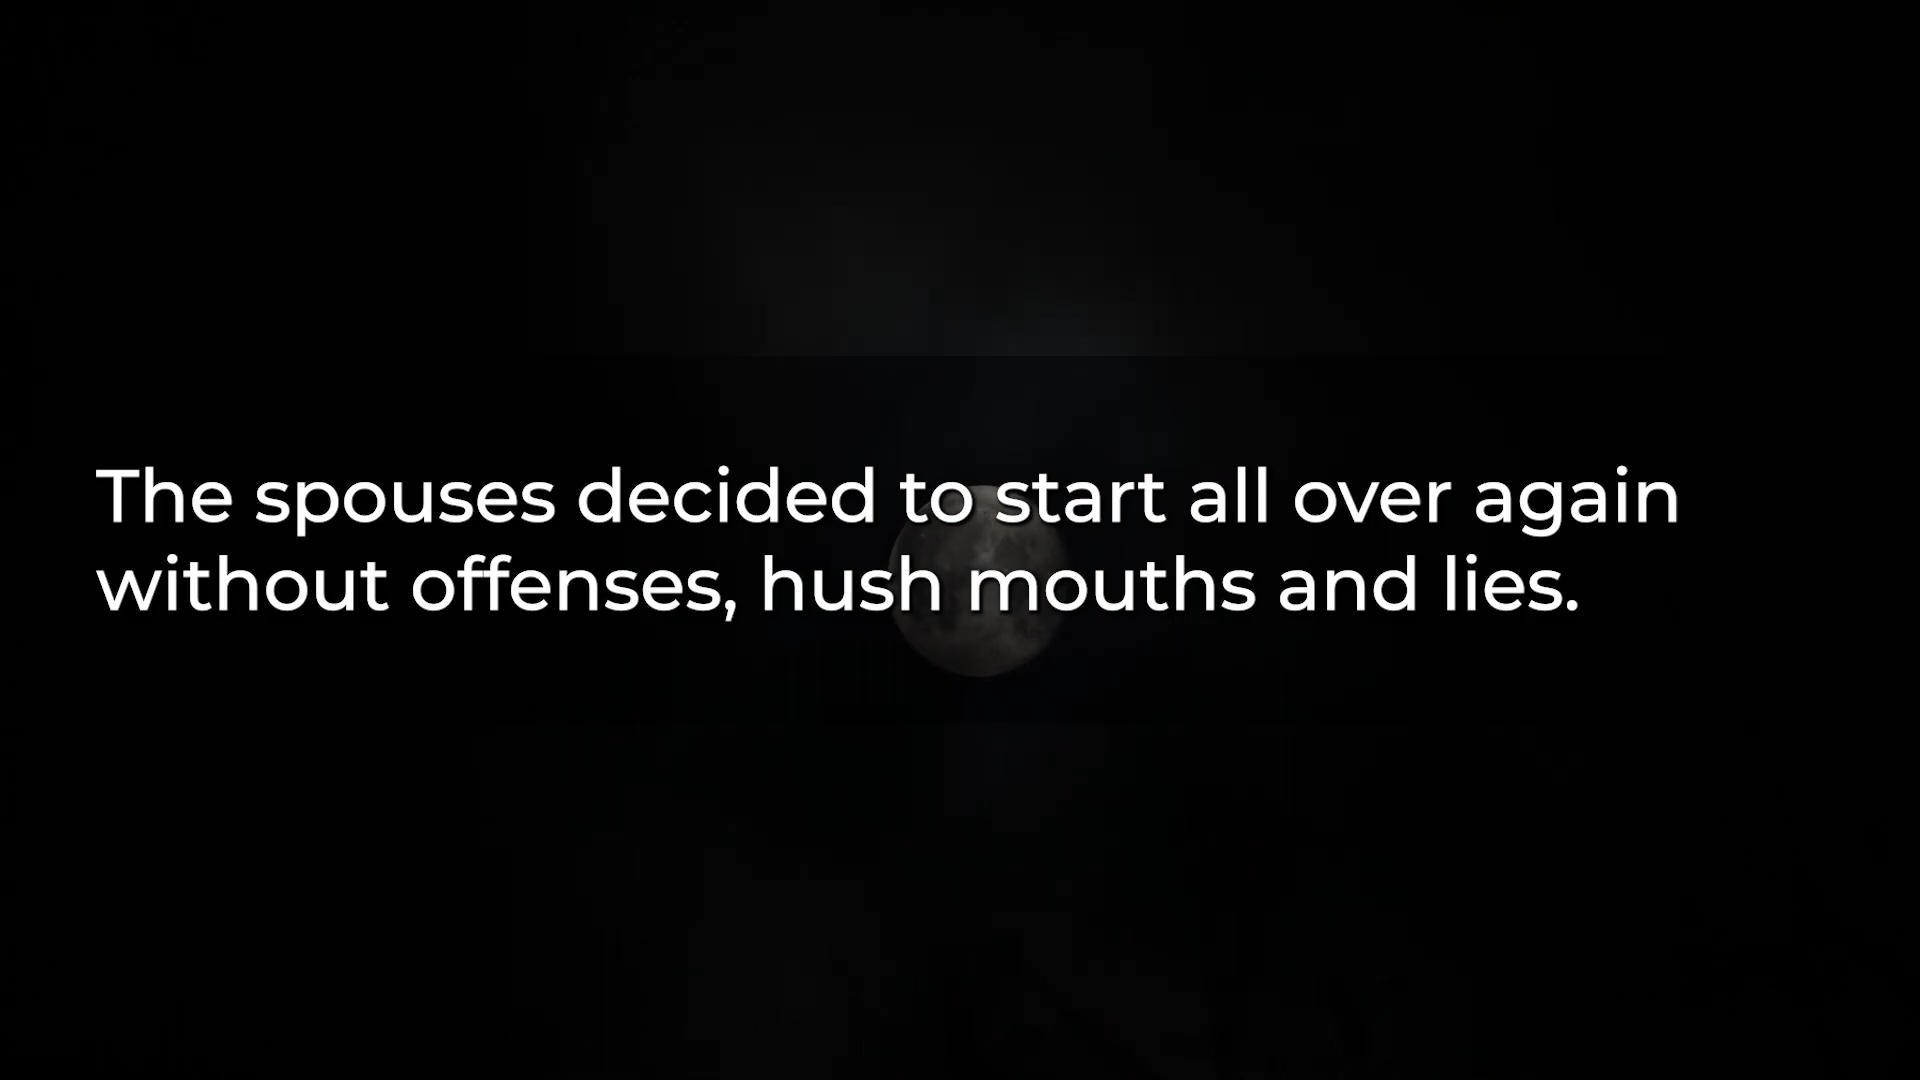 The spouses decided to start all over again
without offenses, hush mouths and lies.